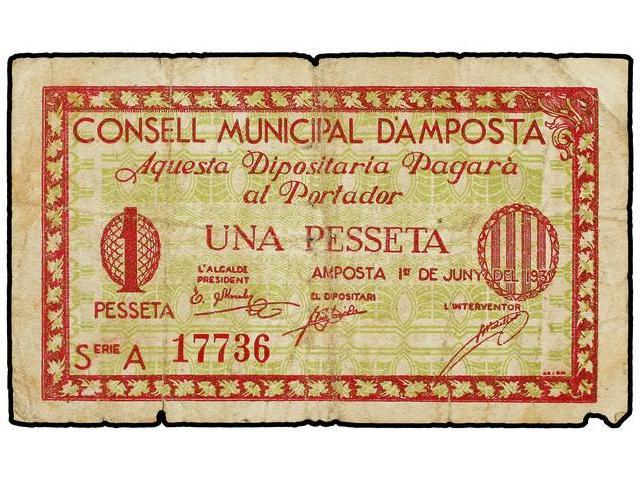 CONSELL MUNICIPAL D'AMPOSTA
Aquesta Dipositaria Pagarà
al Portador
1
UNA PESSETA
PESSETA
L'ALCALDE
PRESIDENT
AMPOSTA 1er DE JUNY DEL 1937
EL DIPOSITARI
L'INTERVENTOR
SERIE A 17736